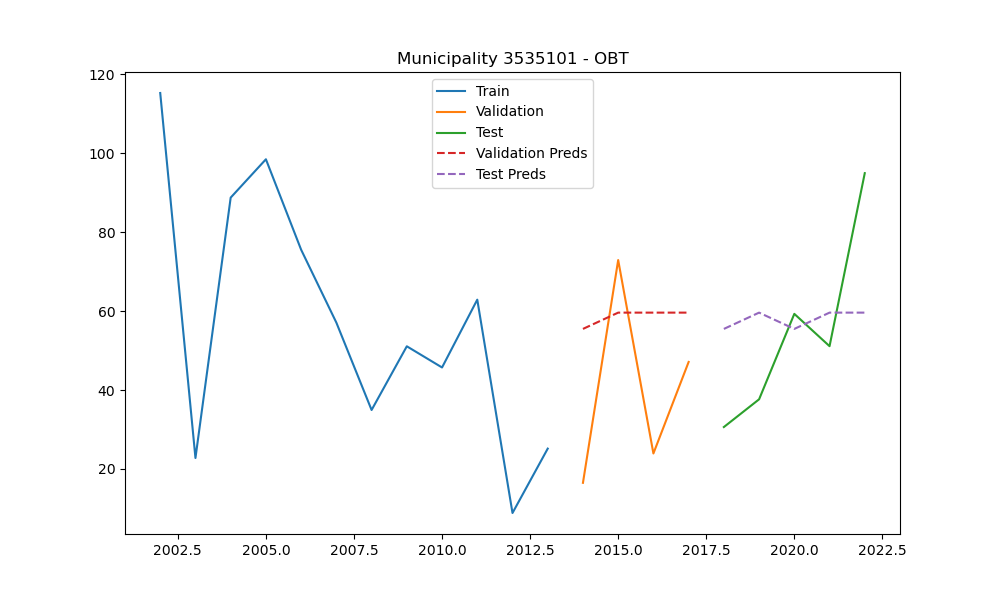 Municipality 3535101 - OBT
Train
Validation
Test
Validation Preds
Test Preds
120
100
80
60
40
20
2002.5 2005.0 2007.5 2010.0 2012.5 2015.0 2017.5 2020.0 2022.5